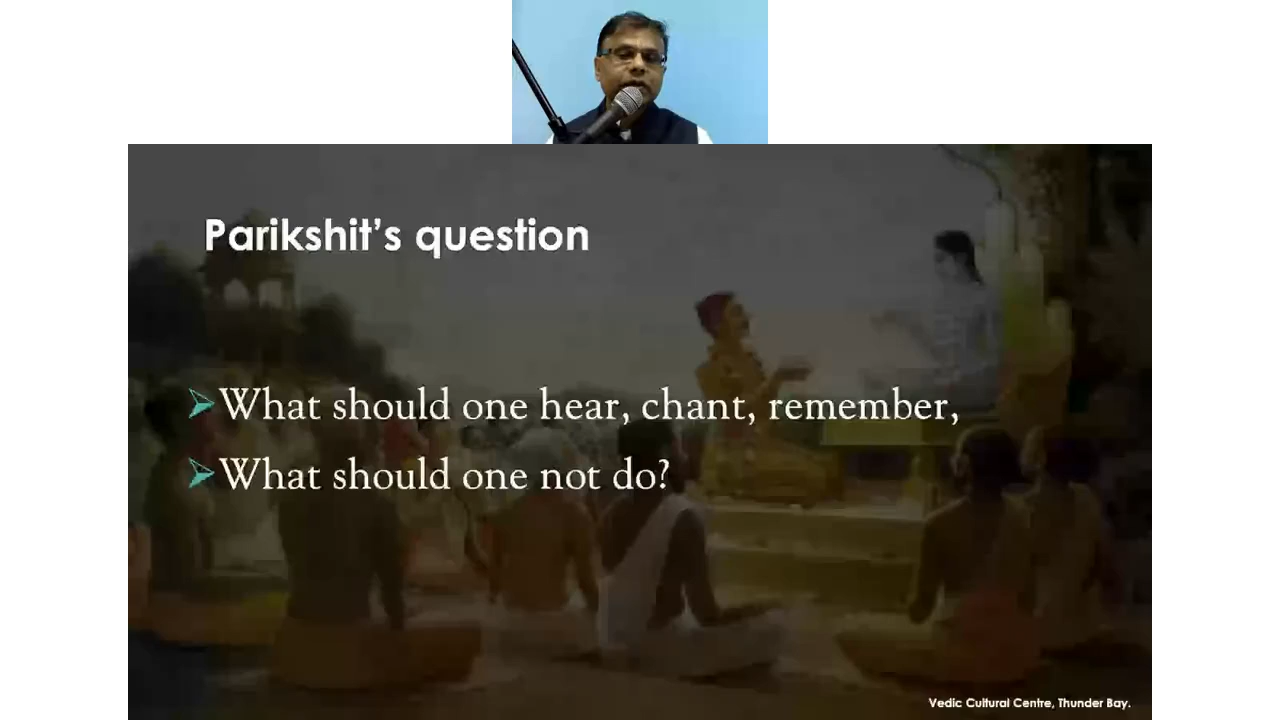 Parikshit's question
➢What should one hear, chant, remember,
➢What should one not do?
Vedic Cultural Centre, Thunder Bay.